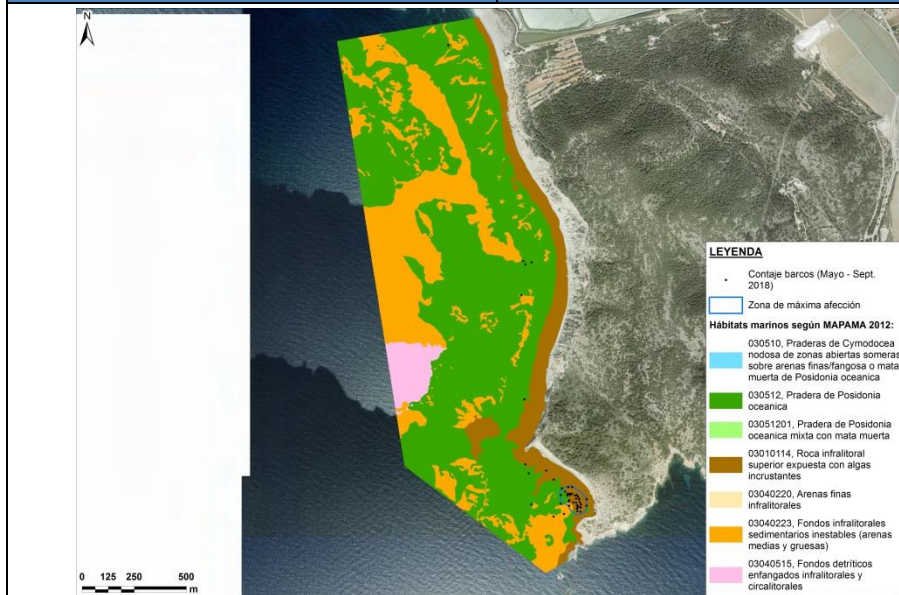 N
LEYENDA
Contaje barcos (Mayo - Sept.
2018)
Zona de máxima afección
Hábitats marinos según MAPAMA 2012:
030510, Praderas de Cymodocea
nodosa de zonas abiertas someras
sobre arenas finas/fangosa o mata
muerta de Posidonia oceanica
030512, Pradera de Posidonia
oceanica
03051201, Pradera de Posidonia
oceanica mixta con mata muerta
03010114, Roca infralitoral
superior expuesta con algas
incrustantes
03040220, Arenas finas
infralitorales
03040223, Fondos infralitorales
sedimentarios inestables (arenas
medias y gruesas)
03040515, Fondos detríticos
enfangados infralitorales y
circalitorales
0 125 250 500
m